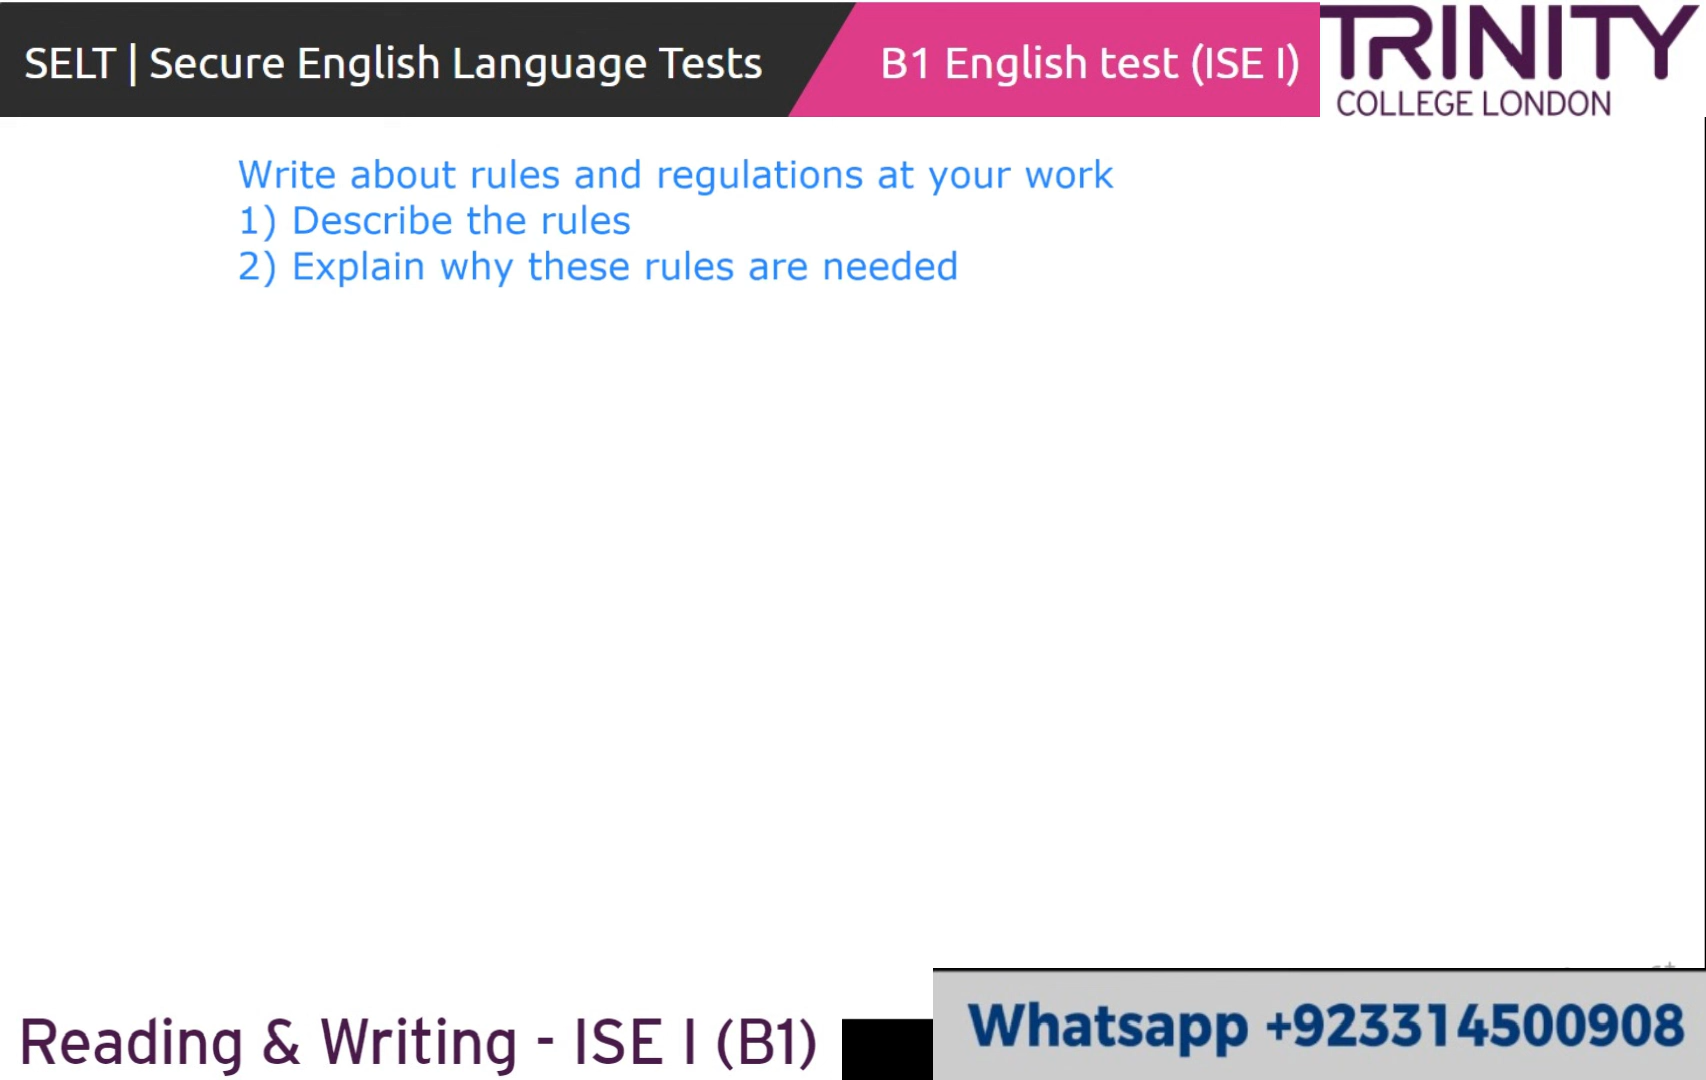 SELT | Secure English Language Tests
B1 English test (ISE I)
TRINITY
COLLEGE LONDON
Write about rules and regulations at your work
1) Describe the rules
2) Explain why these rules are needed
Reading & Writing - ISE I (B1)
Whatsapp +923314500908